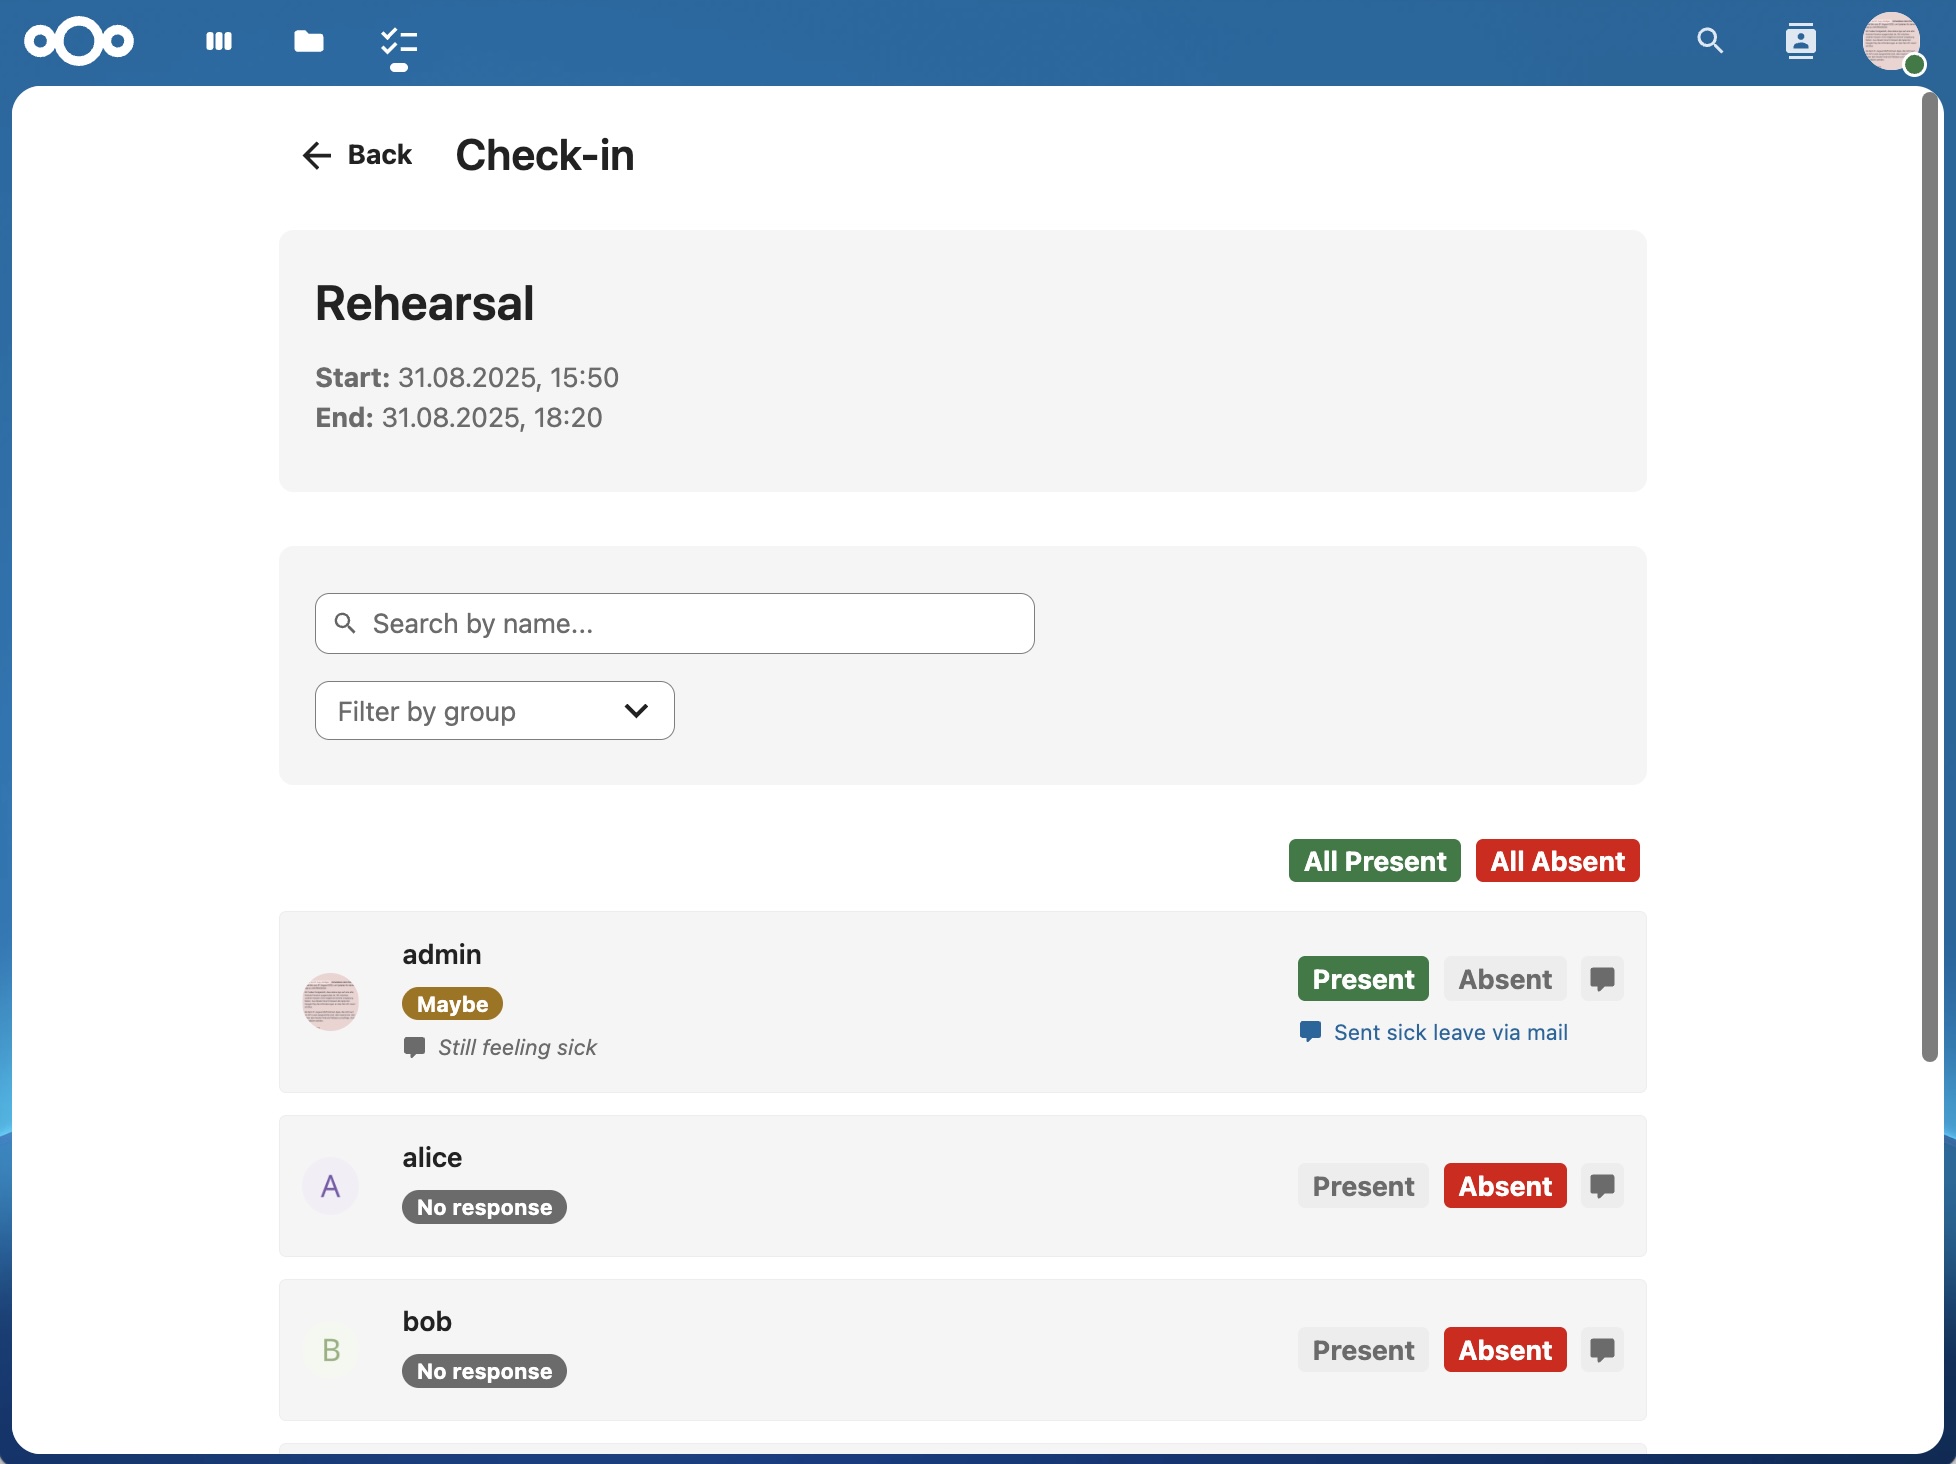 Back
Check-in
Rehearsal
Start: 31.08.2025, 15:50
End: 31.08.2025, 18:20
Search by name...
Filter by group
All Present
All Absent
admin
Maybe
Still feeling sick
Present
Absent
Sent sick leave via mail
A
alice
No response
Present
Absent
B
bob
No response
Present
Absent